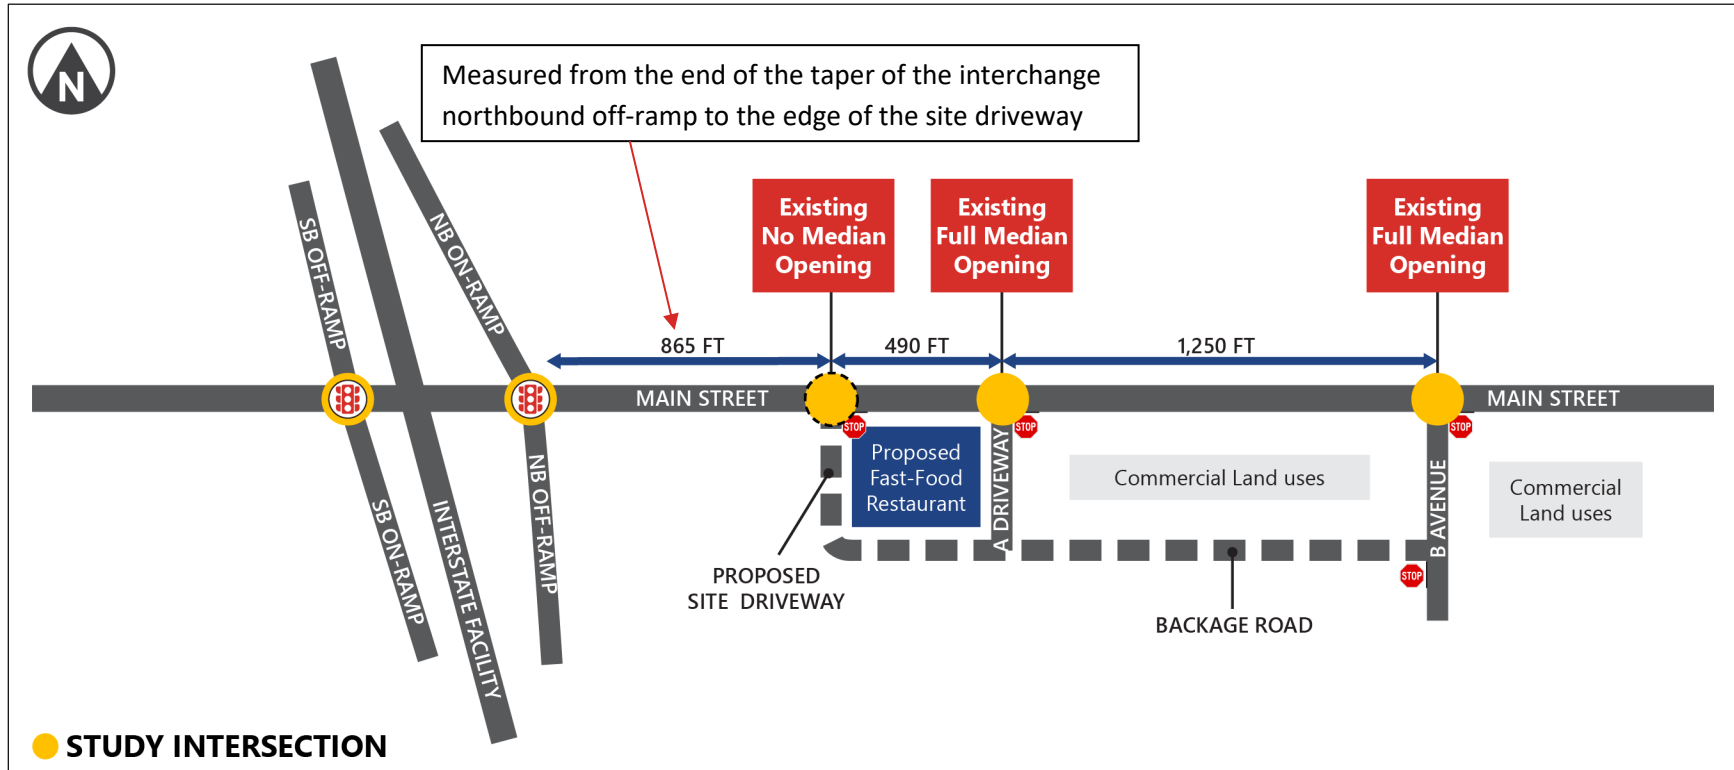 N
Measured from the end of the taper of the interchange
northbound off-ramp to the edge of the site driveway
Existing
No Median
Opening
Existing
Full Median
Opening
Existing
Full Median
Opening
SB OFF-RAMP
NB ON-RAMP
865 FT
490 FT
1,250 FT
MAIN STREET
MAIN STREET
STOP
STOP
STOP
Proposed
Fast-Food
Restaurant
A DRIVEWAY
Commercial Land uses
B AVENUE
Commercial
Land uses
SB ON-RAMP
INTERSTATE FACILITY
NB OFF-RAMP
STOP
PROPOSED
SITE DRIVEWAY
BACKAGE ROAD
STUDY INTERSECTION